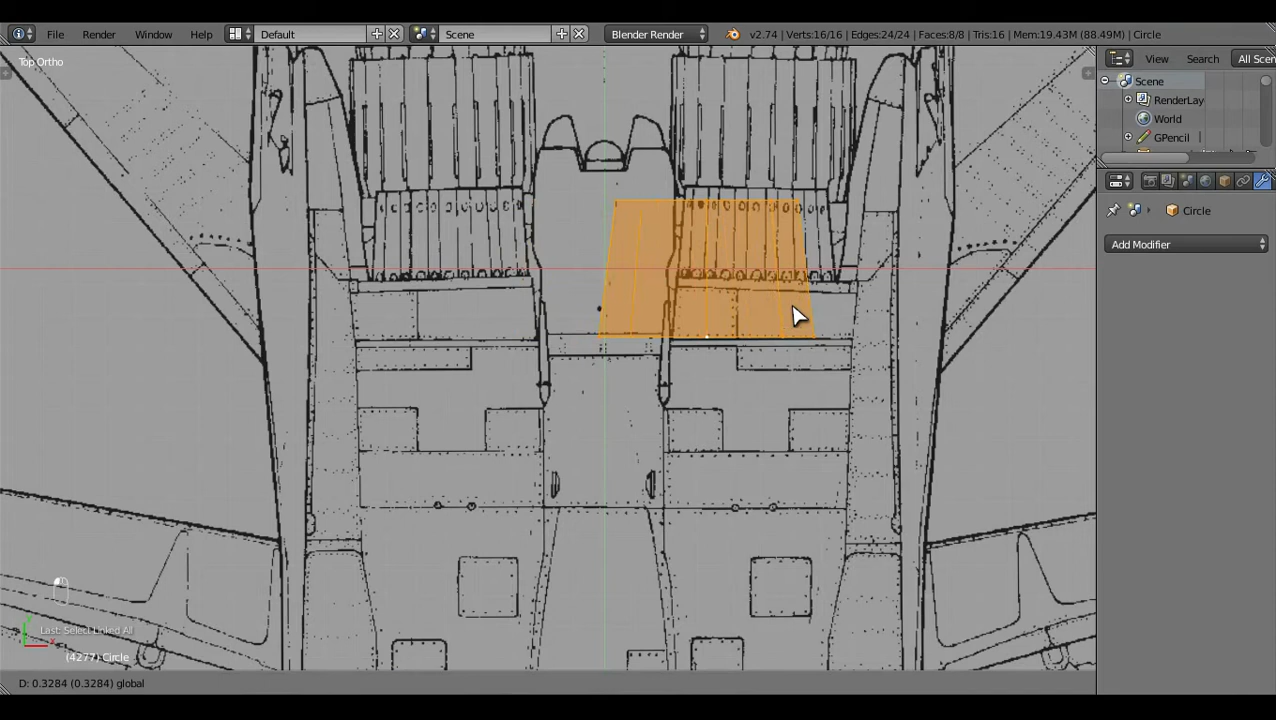 File Render Window Help Default Scene Blender Render v2.74 | Verts:16/16 | Edges:24/24 | Faces:8/8 | Tris:16 | Mem:19.43M (88.49M) | Circle
View Search All Scen
Top Ortho
Scene
RenderLay
World
GPencil
Circle
Add Modifier
Last: Select Linked All
(4277) Circle
D: 0.3284 (0.3284) global